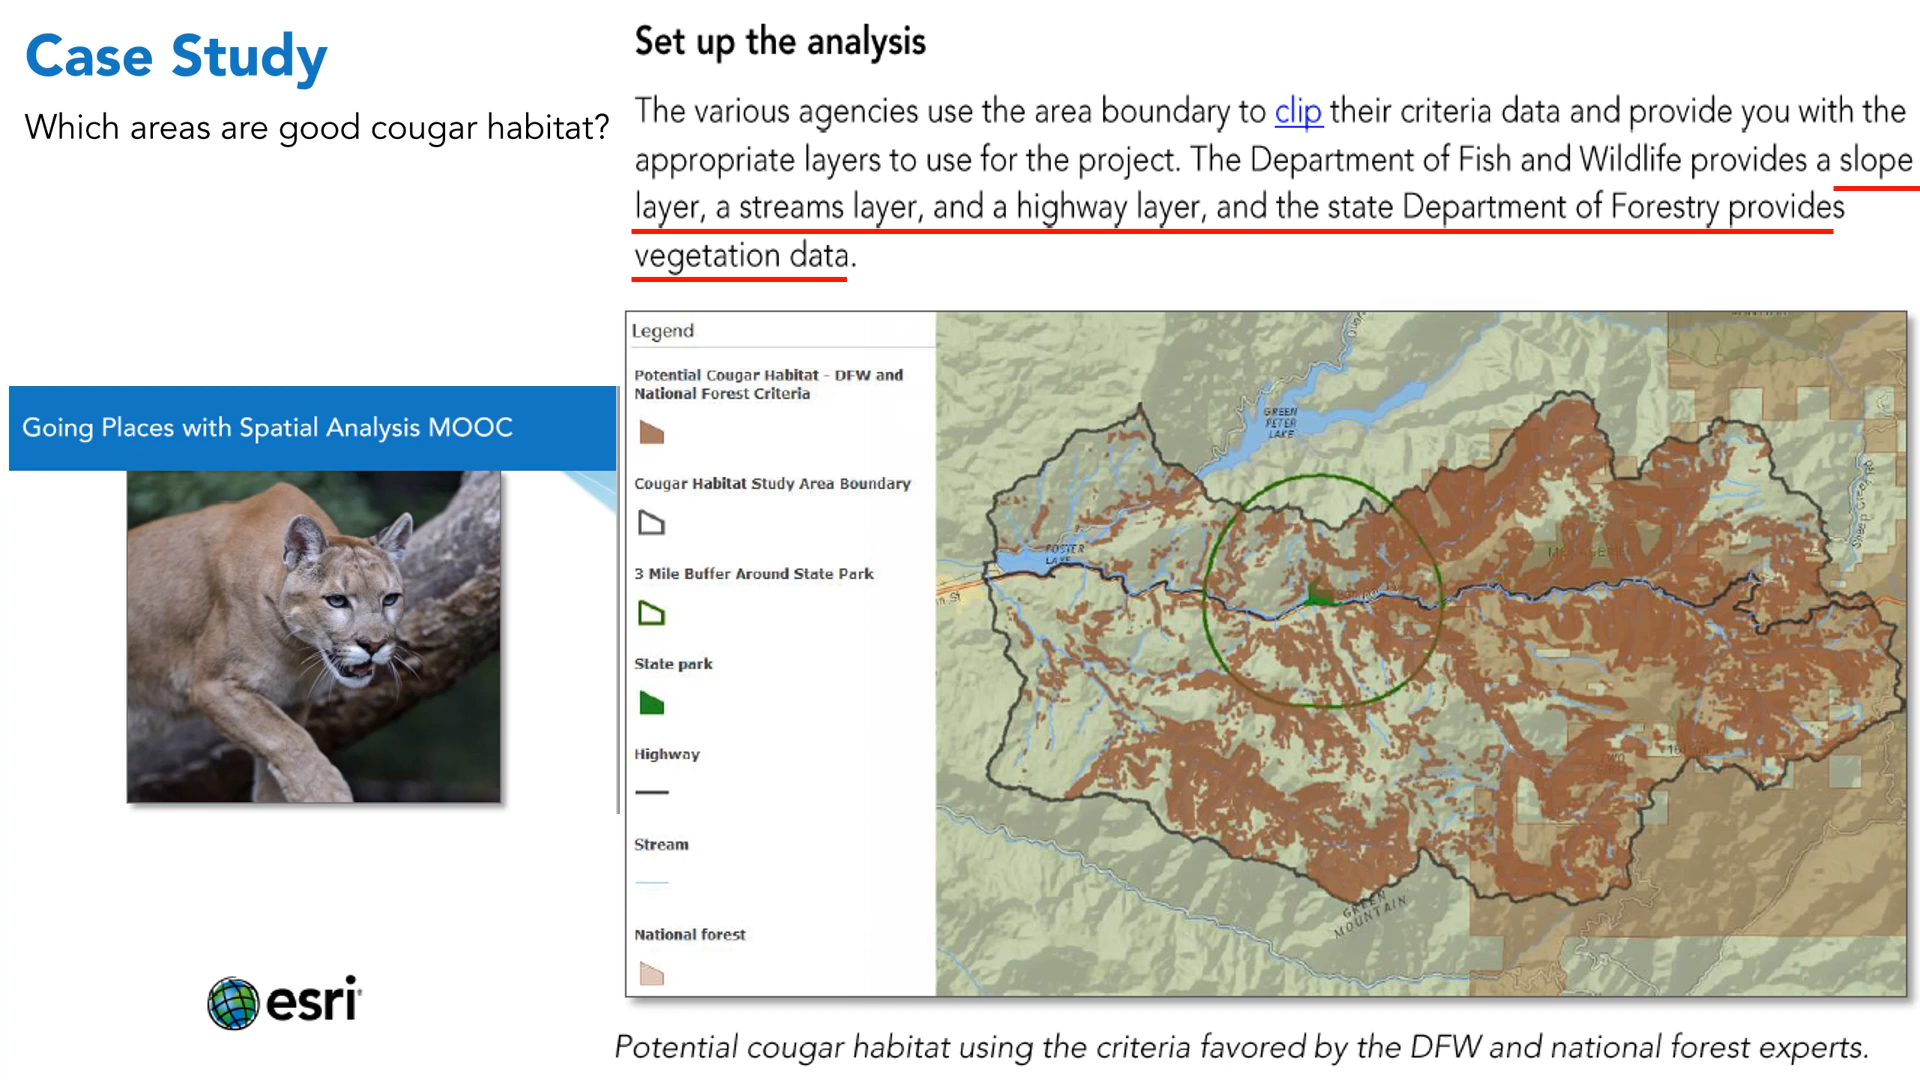 Case Study
Which areas are good cougar habitat?
Going Places with Spatial Analysis MOOC
esri
Set up the analysis
The various agencies use the area boundary to clip their criteria data and provide you with the
appropriate layers to use for the project. The Department of Fish and Wildlife provides a slope
layer, a streams layer, and a highway layer, and the state Department of Forestry provides
vegetation data.
Legend
Potential Cougar Habitat - DFW and
National Forest Criteria
Cougar Habitat Study Area Boundary
3 Mile Buffer Around State Park
State park
Highway
Stream
National forest
GREEN
PETER
LAKE
FOSTER
LAKE
GREEN
MOUNTAIN
Potential cougar habitat using the criteria favored by the DFW and national forest experts.